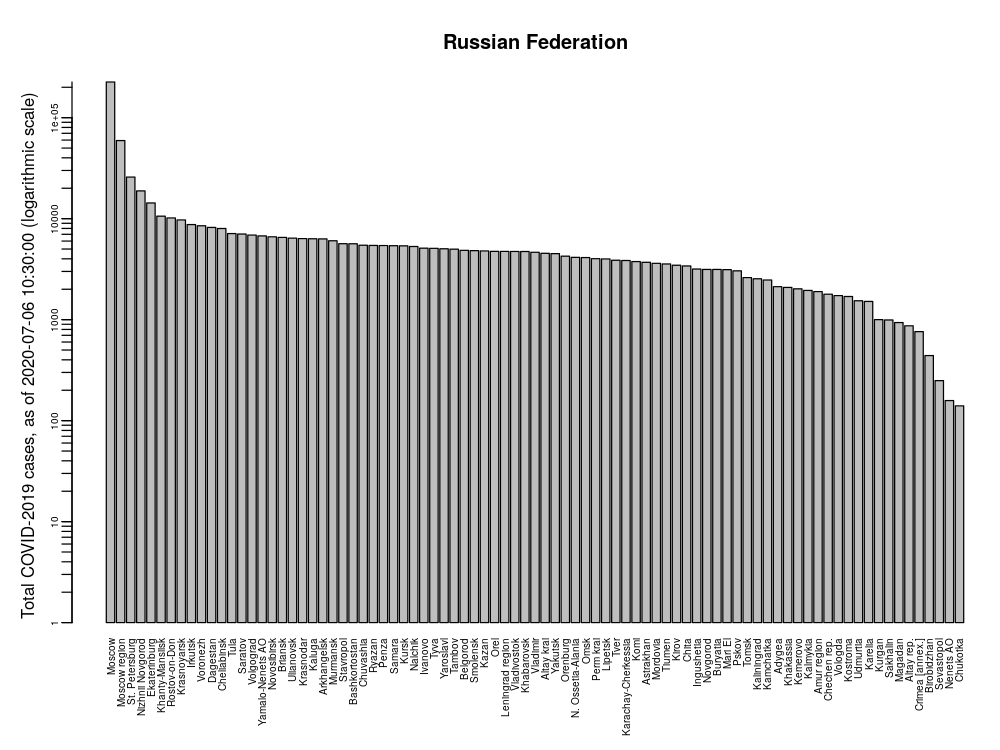 Russian Federation
Total COVID-2019 cases, as of 2020-07-06 10:30:00 (logarithmic scale)
1e+05
10000
1000
100
10
1
Moscow
Moscow region
St. Petersburg
Nizhnii Novgorod
Ekaterinburg
Khanty-Mansiisk
Rostov-on-Don
Krasnoyarsk
Irkutsk
Voronezh
Dagestan
Cheliabinsk
Tula
Saratov
Volgograd
Yamalo-Nenets AO
Novosibirsk
Briansk
Ulianovsk
Krasnodar
Kaluga
Arkhangelsk
Murmansk
Stavropol
Bashkortostan
Chuvashia
Ryazan
Penza
Samara
Kursk
Nalchik
Ivanovo
Tyva
Yaroslavl
Tambov
Belgorod
Smolensk
Kazan
Orel
Leningrad region
Vladivostok
Khabarovsk
Vladimir
Altay krai
Yakutsk
Orenburg
N. Ossetia-Alania
Omsk
Perm krai
Lipetsk
Tver
Karachay-Cherkessia
Komi
Astrakhan
Mordovia
Tiumen
Kirov
Chita
Ingushetia
Novgorod
Buryatia
Mari El
Pskov
Tomsk
Kaliningrad
Kamchatka
Adygea
Khakassia
Kemerovo
Kalmykia
Amur region
Chechen rep.
Vologda
Kostroma
Udmurtia
Karelia
Kurgan
Sakhalin
Magadan
Altay rep.
Crimea [annex.]
Birobidzhan
Sevastopol
Nenets AO
Chukotka